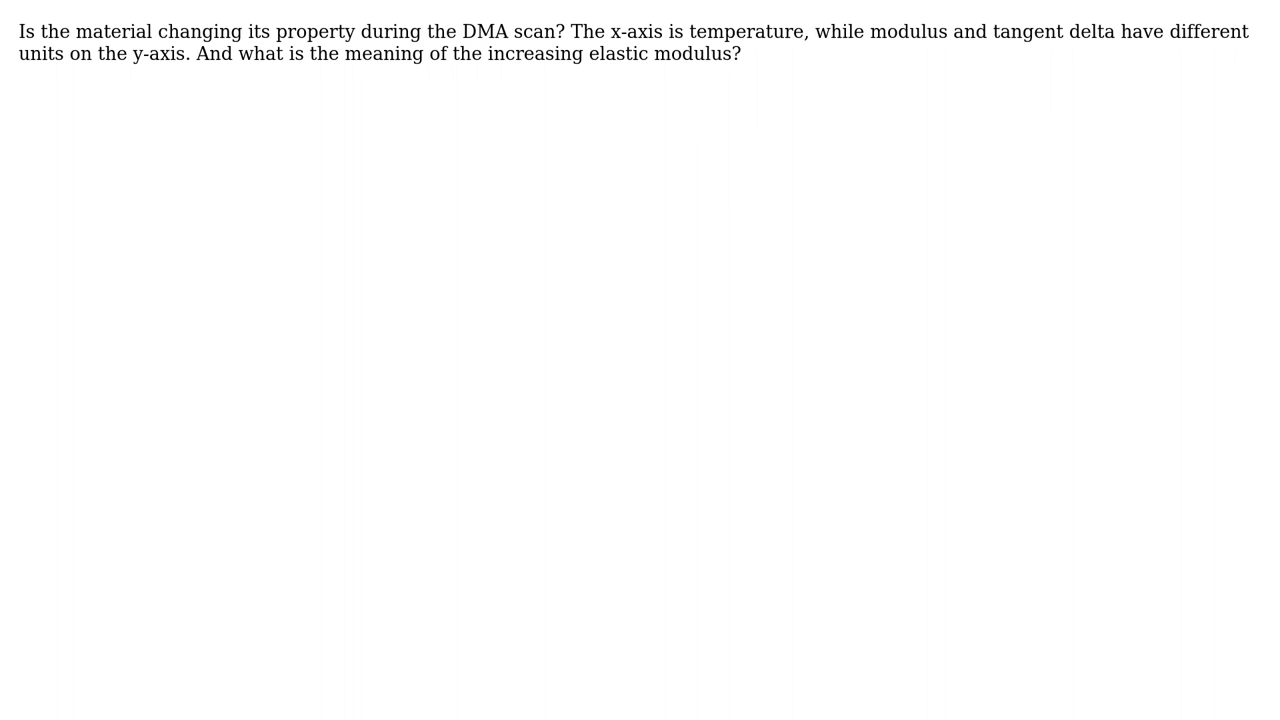 Is the material changing its property during the DMA scan? The x-axis is temperature, while modulus and tangent delta have different
units on the y-axis. And what is the meaning of the increasing elastic modulus?